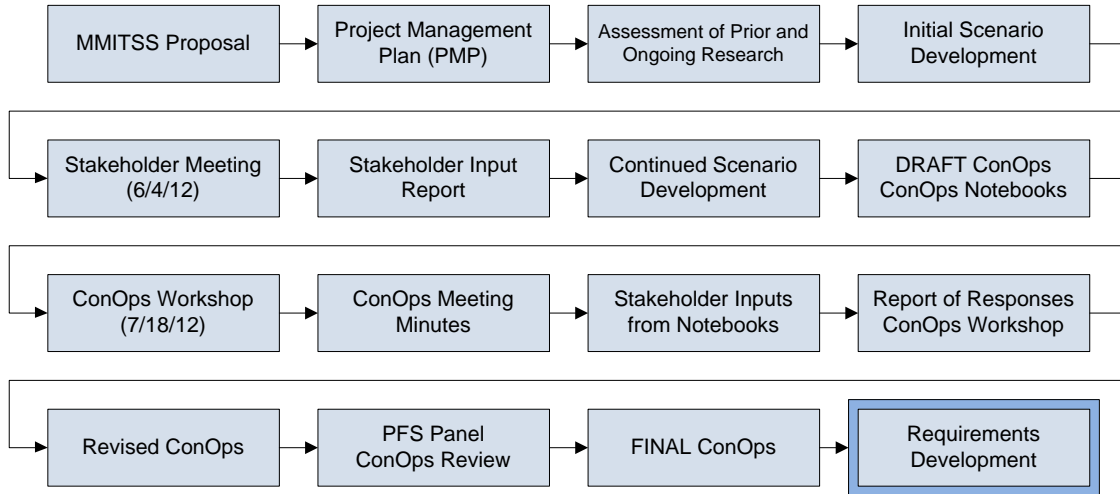 MMITSS Proposal
Project Management
Plan (PMP)
Assessment of Prior and
Ongoing Research
Initial Scenario
Development
Stakeholder Meeting
(6/4/12)
Stakeholder Input
Report
Continued Scenario
Development
DRAFT ConOps
ConOps Notebooks
ConOps Workshop
(7/18/12)
ConOps Meeting
Minutes
Stakeholder Inputs
from Notebooks
Report of Responses
ConOps Workshop
Revised ConOps
PFS Panel
ConOps Review
FINAL ConOps
Requirements
Development